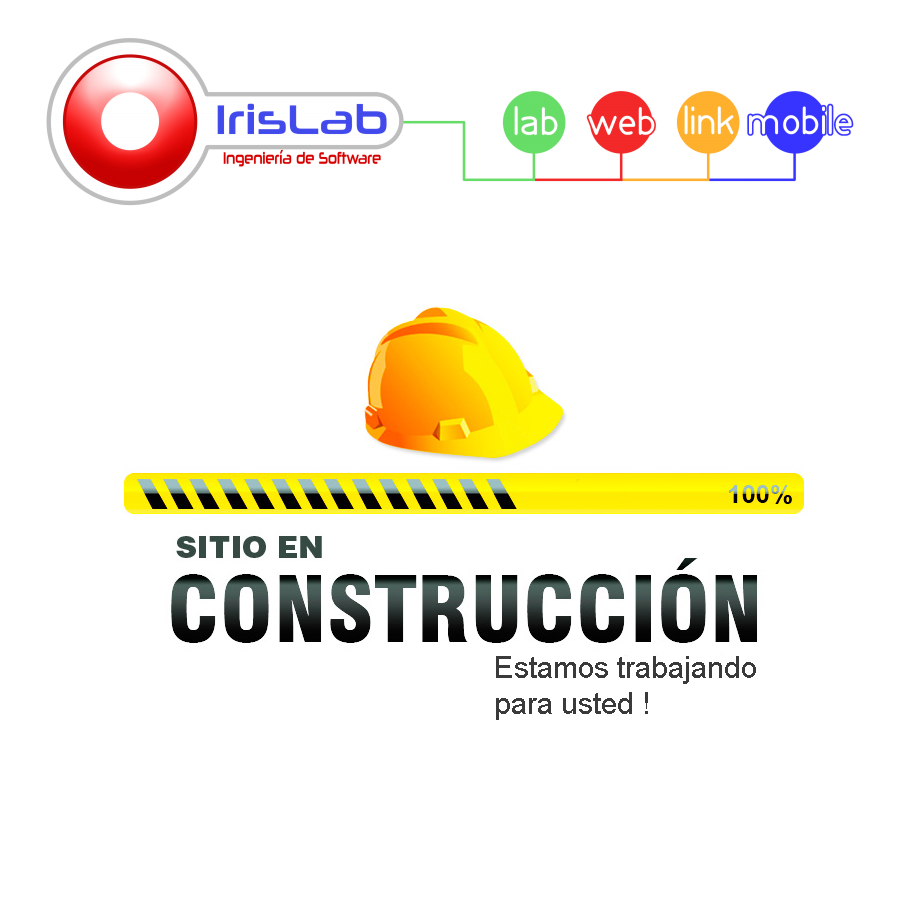 IrisLab
Ingeniería de Software
lab web link mobile
100%
SITIO EN
CONSTRUCCIÓN
Estamos trabajando
para usted !